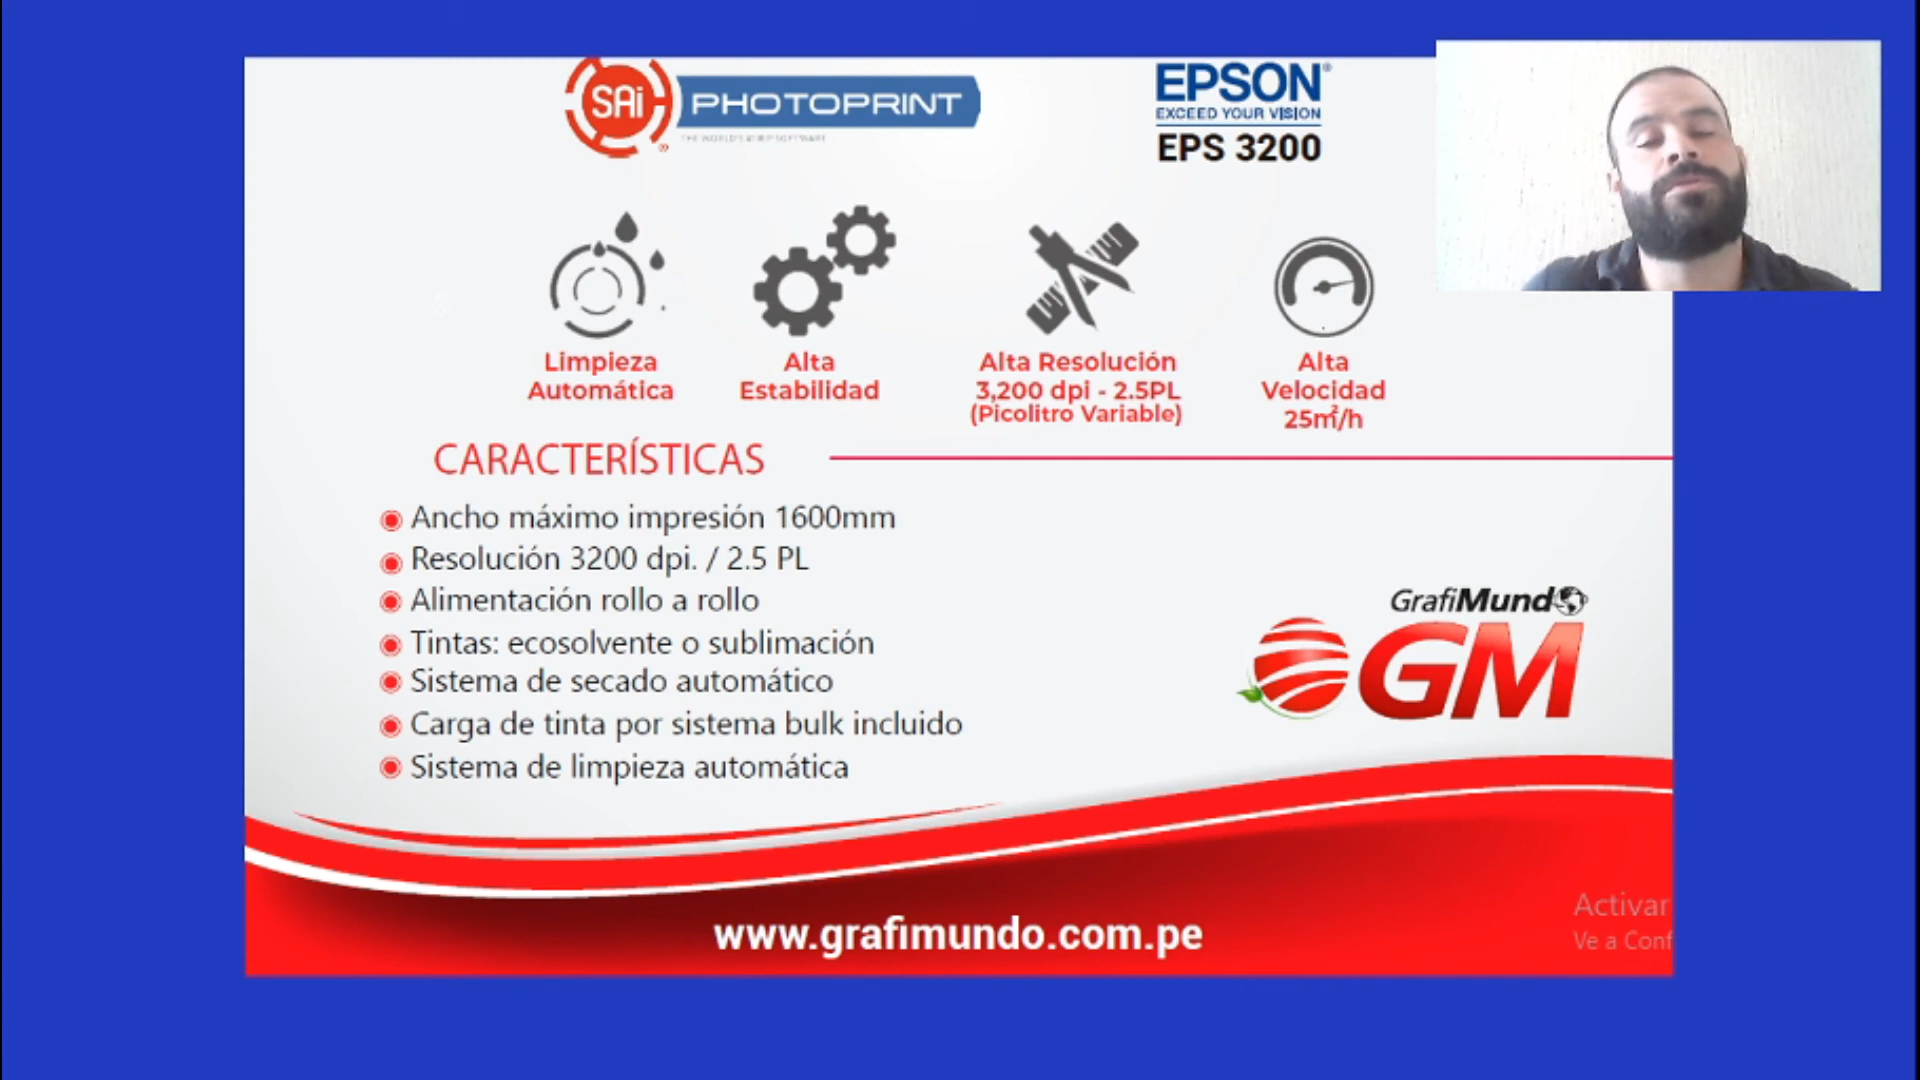 SAi PHOTOPRINT
EPSON®
EXCEED YOUR VISION
EPS 3200
Limpieza
Automática
Alta
Estabilidad
Alta Resolución
3,200 dpi - 2.5PL
(Picolitro Variable)
Alta
Velocidad
25m²/h
CARACTERÍSTICAS
Ancho máximo impresión 1600mm
Resolución 3200 dpi. / 2.5 PL
Alimentación rollo a rollo
Tintas: ecosolvente o sublimación
Sistema de secado automático
Carga de tinta por sistema bulk incluido
Sistema de limpieza automática
GrafiMundo
GM
www.grafimundo.com.pe
Activar
Ve a Conf